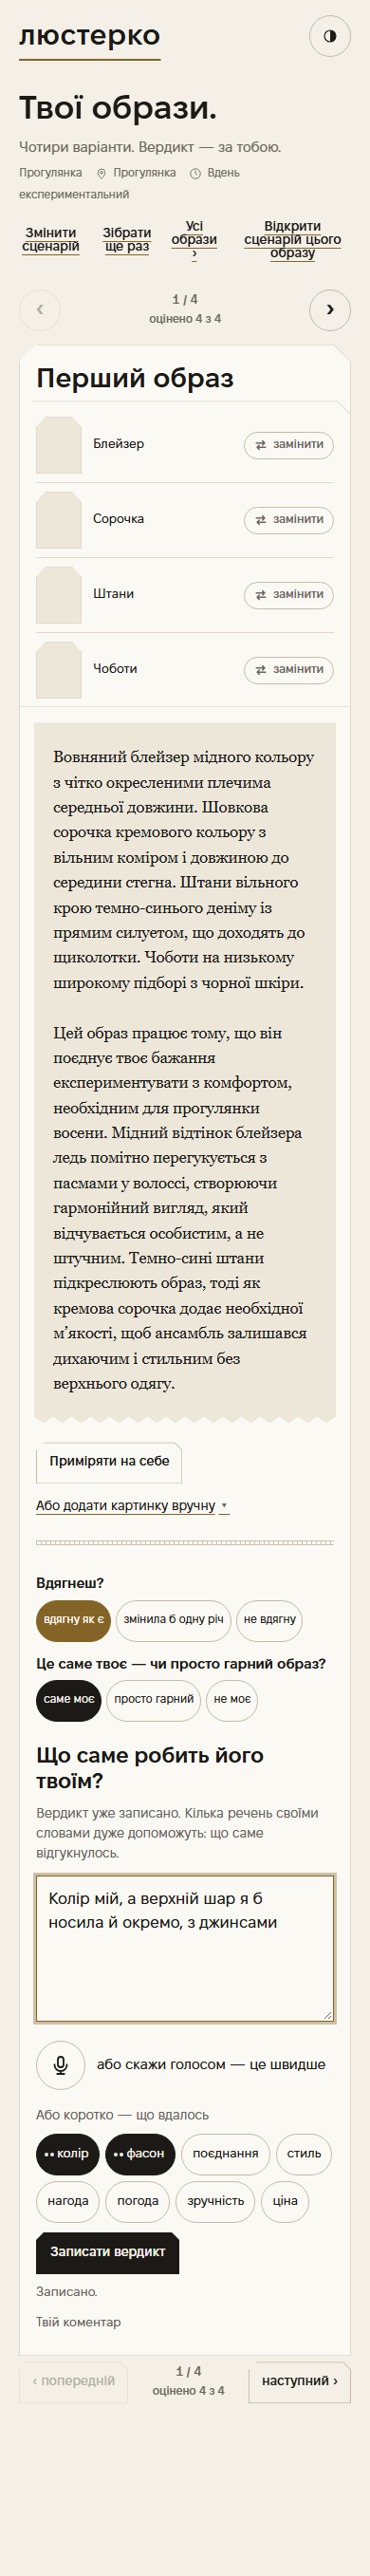 люстерко
Твої образи.
Чотири варіанти. Вердикт — за тобою.
Прогулянка Прогулянка Вдень
експериментальний
Змінити сценарій
Зібрати ще раз
Усі образи ›
Відкрити сценарій цього образу
‹ 1 / 4 ›
оцінено 4 з 4
Перший образ
Блейзер замінити
Сорочка замінити
Штани замінити
Чоботи замінити
Вовняний блейзер мідного кольору
з чітко окресленими плечима
середньої довжини. Шовкова
сорочка кремового кольору з
вільним коміром і довжиною до
середини стегна. Штани вільного
крою темно-синього деніму із
прямим силуетом, що доходять до
щиколотки. Чоботи на низькому
широкому підборі з чорної шкіри.
Цей образ працює тому, що він
поєднує твоє бажання
експериментувати з комфортом,
необхідним для прогулянки
восени. Мідний відтінок блейзера
ледь помітно перегукується з
пасмами у волоссі, створюючи
гармонійний вигляд, який
відчувається особистим, а не
штучним. Темно-сині штани
підкреслюють образ, тоді як
кремова сорочка додає необхідної
м’якості, щоб ансамбль залишався
дихаючим і стильним без
верхнього одягу.
Приміряти на себе
Або додати картинку вручну
Вдягнеш?
вдягну як є змінила б одну річ не вдягну
Це саме твоє — чи просто гарний образ?
саме моє просто гарний не моє
Що саме робить його
твоїм?
Вердикт уже записано. Кілька речень своїми
словами дуже допоможуть: що саме
відгукнулось.
Колір мій, а верхній шар я б
носила й окремо, з джинсами
або скажи голосом — це швидше
Або коротко — що вдалось
колір фасон поєднання стиль
нагода погода зручність ціна
Записати вердикт
Записано.
Твій коментар
‹ попередній 1 / 4 наступний ›
оцінено 4 з 4